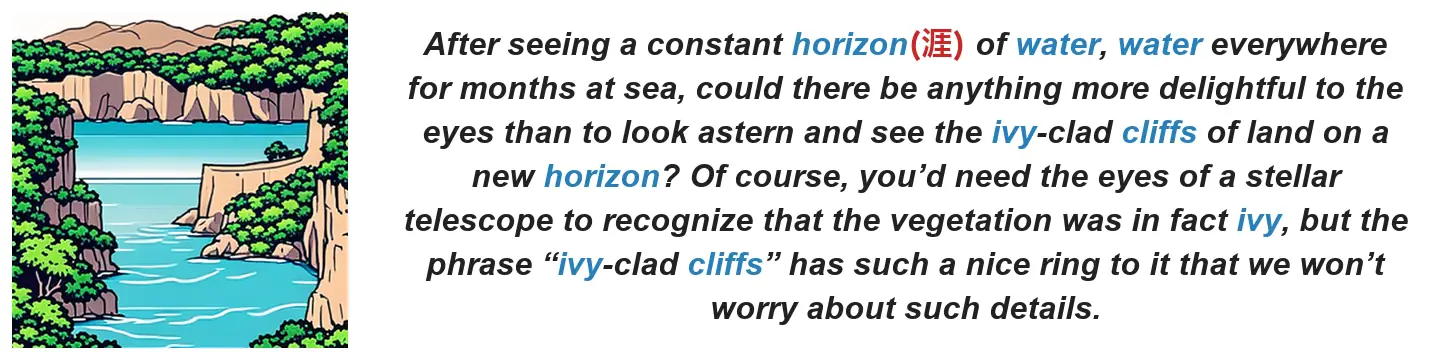 After seeing a constant horizon(涯) of water, water everywhere
for months at sea, could there be anything more delightful to the
eyes than to look astern and see the ivy-clad cliffs of land on a
new horizon? Of course, you’d need the eyes of a stellar
telescope to recognize that the vegetation was in fact ivy, but the
phrase “ivy-clad cliffs” has such a nice ring to it that we won’t
worry about such details.